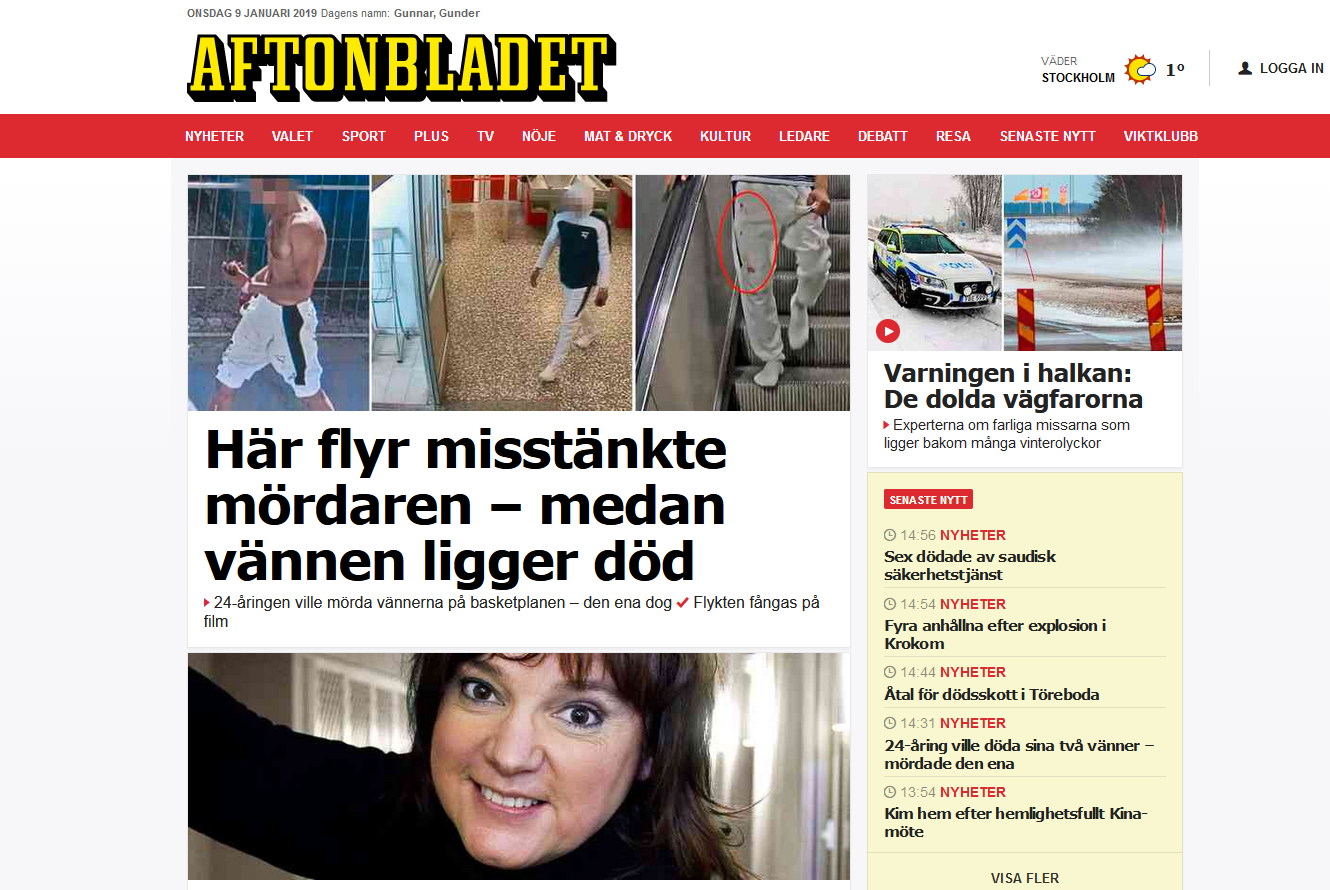 ONSDAG 9 JANUARI 2019 Dagens namn: Gunnar, Gunder
AFTONBLADET
VÄDER
STOCKHOLM
1°
LOGGA IN
NYHETER VALET SPORT PLUS TV NÖJE MAT & DRYCK KULTUR LEDARE DEBATT RESA SENASTE NYTT VIKTKLUBB
Här flyr misstänkte
mördaren – medan
vännen ligger död
24-åringen ville mörda vännerna på basketplanen – den ena dog Flykten fångas på
film
POLIS
Varningen i halkan:
De dolda vägfarorna
Experterna om farliga missarna som
ligger bakom många vinterolyckor
SENASTE NYTT
14:56 NYHETER
Sex dödade av saudisk
säkerhetstjänst
14:54 NYHETER
Fyra anhållna efter explosion i
Krokom
14:44 NYHETER
Åtal för dödsskott i Töreboda
14:31 NYHETER
24-åring ville döda sina två vänner –
mördade den ena
13:54 NYHETER
Kim hem efter hemlighetsfullt Kina-
möte
VISA FLER